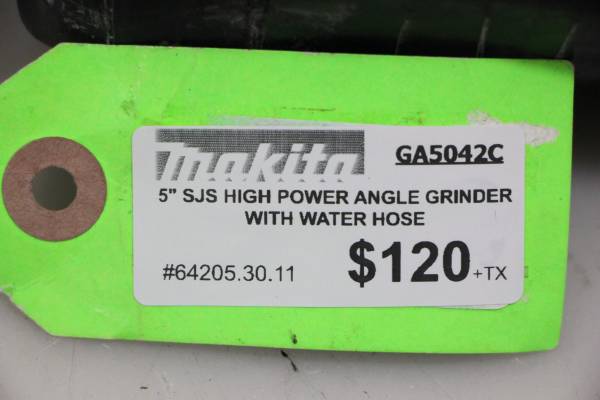 makita GA5042C
5" SJS HIGH POWER ANGLE GRINDER
WITH WATER HOSE
#64205.30.11 $120 +TX